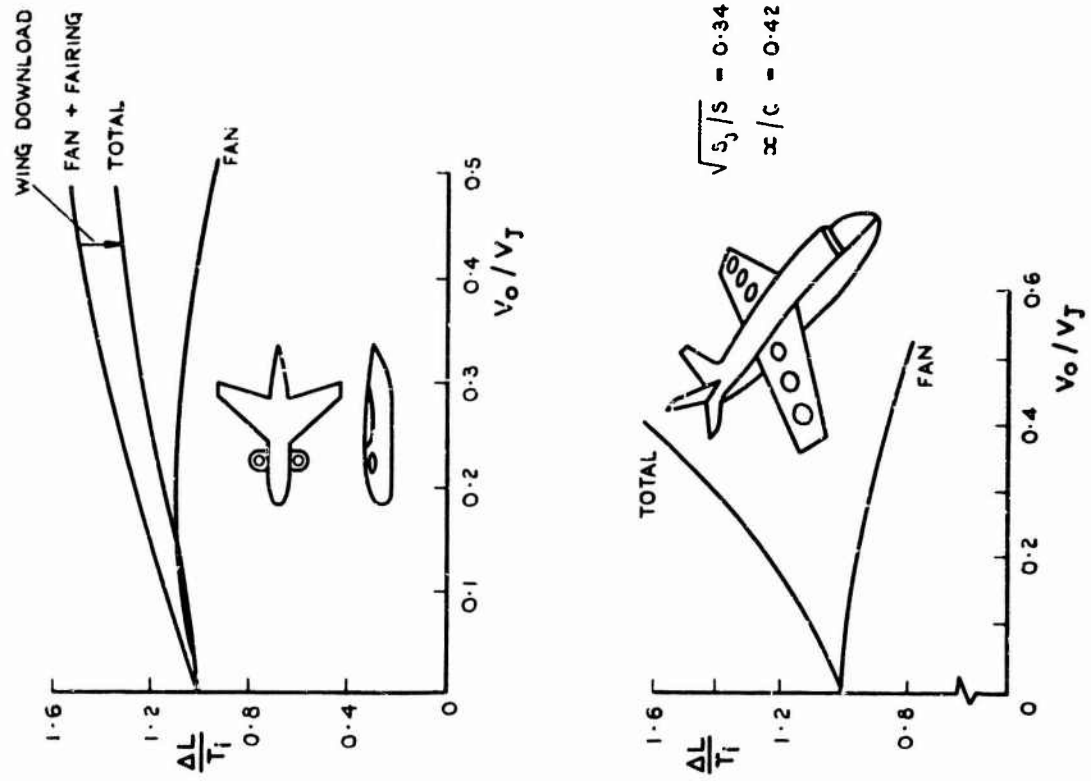 WING DOWNLOAD
FAN + FAIRING
TOTAL
FAN
1·6
1·2
0·8
0·4
0
ΔL
Ti
0·1
0·2
0·3
0·4
0·5
Vo/VJ
TOTAL
FAN
1·6
1·2
0·8
ΔL
Ti
0
0·2
0·4
0·6
Vo/VJ
√SJ/S = 0·34
x/c = 0·42